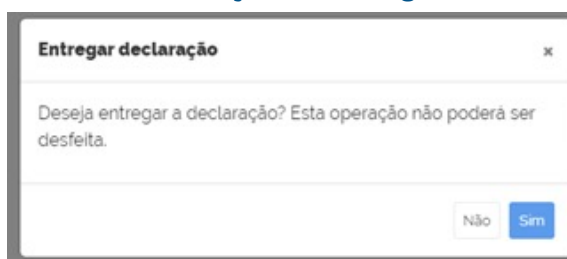 Entregar declaração
×
Deseja entregar a declaração? Esta operação não poderá ser
desfeita.
Não
Sim